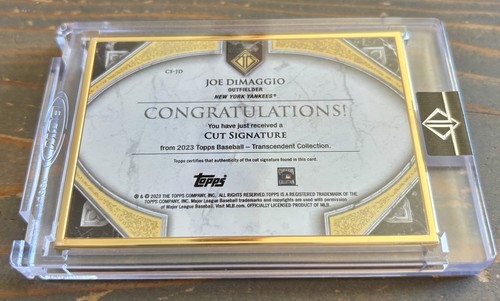 CS-JD
JOE DIMAGGIO
OUTFIELDER
NEW YORK YANKEES®
CONGRATULATIONS!
You have just received a
CUT SIGNATURE
from 2023 Topps Baseball – Transcendent Collection.
Topps certifies that authenticity of the cut signature found in this card.
Topps
® & © 2023 THE TOPPS COMPANY, INC. ALL RIGHTS RESERVED. TOPPS IS A REGISTERED TRADEMARK OF THE
TOPPS COMPANY, INC. Major League Baseball trademarks and copyrights are used with permission
of Major League Baseball. Visit MLB.com. OFFICIALLY LICENSED PRODUCT OF MLB.